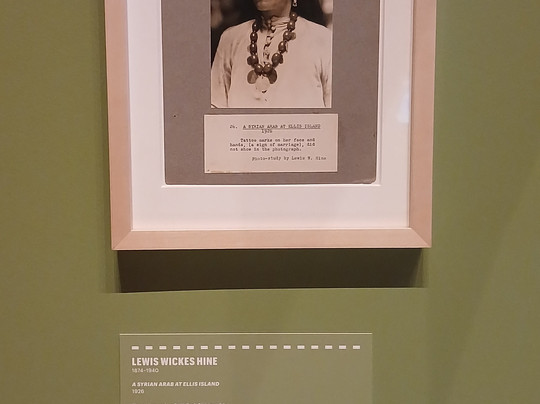 24. A SYRIAN ARAB AT ELLIS ISLAND
1926
Tattoo marks on her face and
hands, (a sign of marriage), did
not show in the photograph.
Photo-study by Lewis W. Hine
LEWIS WICKES HINE
1874–1940
A SYRIAN ARAB AT ELLIS ISLAND
1926